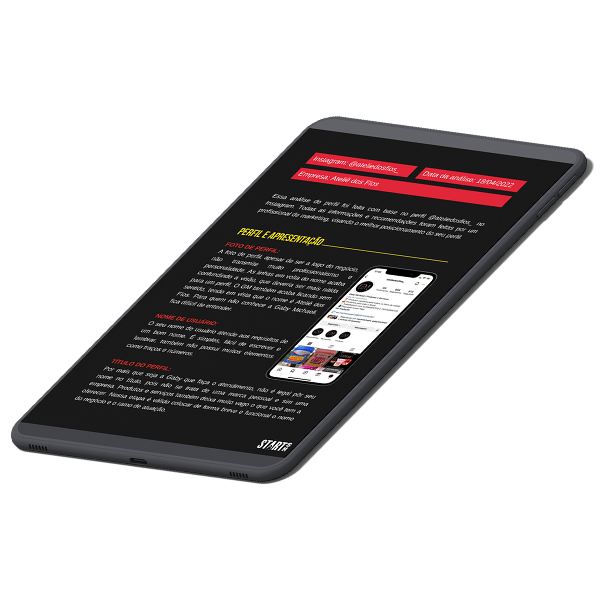 Instagram: @ateliedosfios_
Data da análise: 18/04/2022
Empresa: Ateliê dos Fios
Essa análise de perfil foi feita com base no perfil @ateliedosfios_ no
Instagram. Todas as informações e recomendações foram feitas por um
profissional de marketing, visando o melhor posicionamento do seu perfil.
PERFIL E APRESENTAÇÃO
FOTO DE PERFIL:
A foto de perfil, apesar de ser a logo do negócio,
não transmite muito profissionalismo e
personalidade. As linhas em volta do nome acaba
confundindo a visão, que deveria ser mais nítida
para um perfil. O GM também acaba ficando sem
sentido, tendo em vista que o nome é Ateliê dos
Fios. Para quem não conhece a Gaby Michael,
fica difícil de entender.
NOME DE USUÁRIO:
O seu nome de usuário atende aos requisitos de
um bom nome. É simples, fácil de escrever e
lembrar, também não possui muitos elementos
como traços e números.
TÍTULO DO PERFIL:
Por mais que seja a Gaby que faça o atendimento, não é legal pôr seu
nome no título, pois não se trata de uma marca pessoal e sim uma
empresa. Produtos e serviços também deixa muito vago o que você tem a
oferecer. Nessa etapa é válido colocar de forma breve e funcional o nome
do negócio e o ramo de atuação.
START